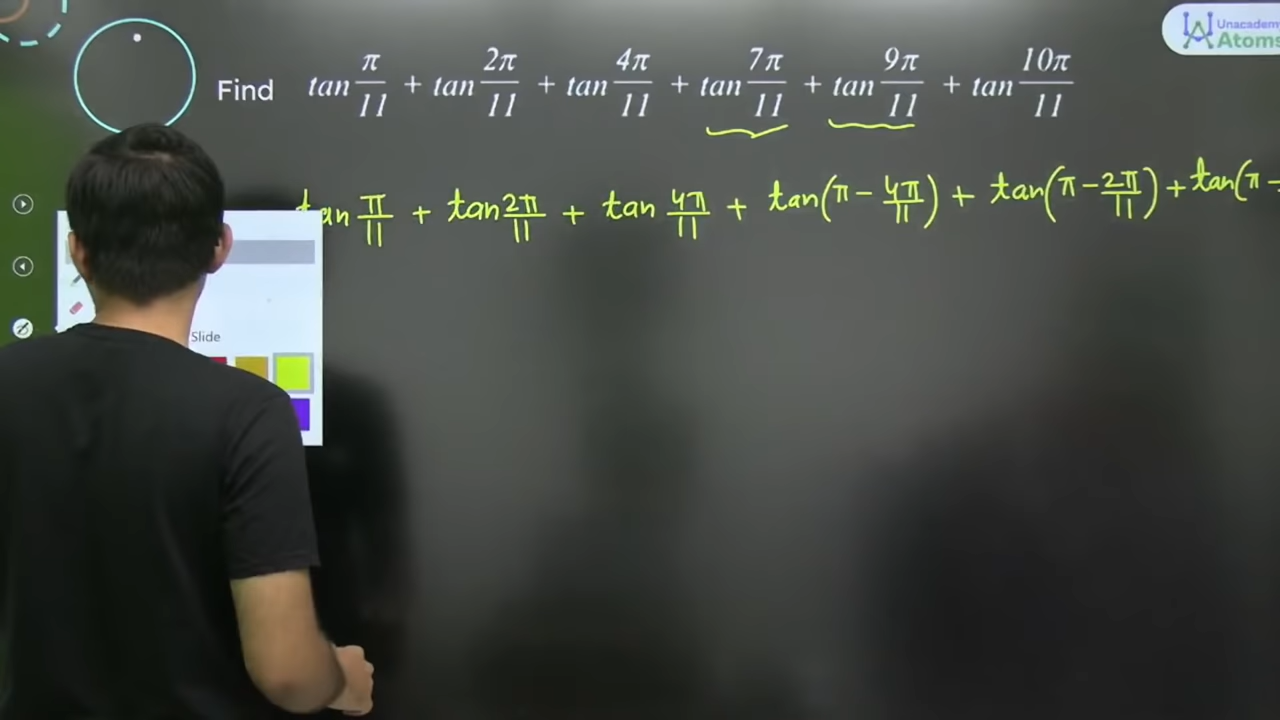 Unacademy
Atoms
Find tan π/11 + tan 2π/11 + tan 4π/11 + tan 7π/11 + tan 9π/11 + tan 10π/11
tan π/11 + tan 2π/11 + tan 4π/11 + tan(π - 4π/11) + tan(π - 2π/11) + tan(π -
Slide